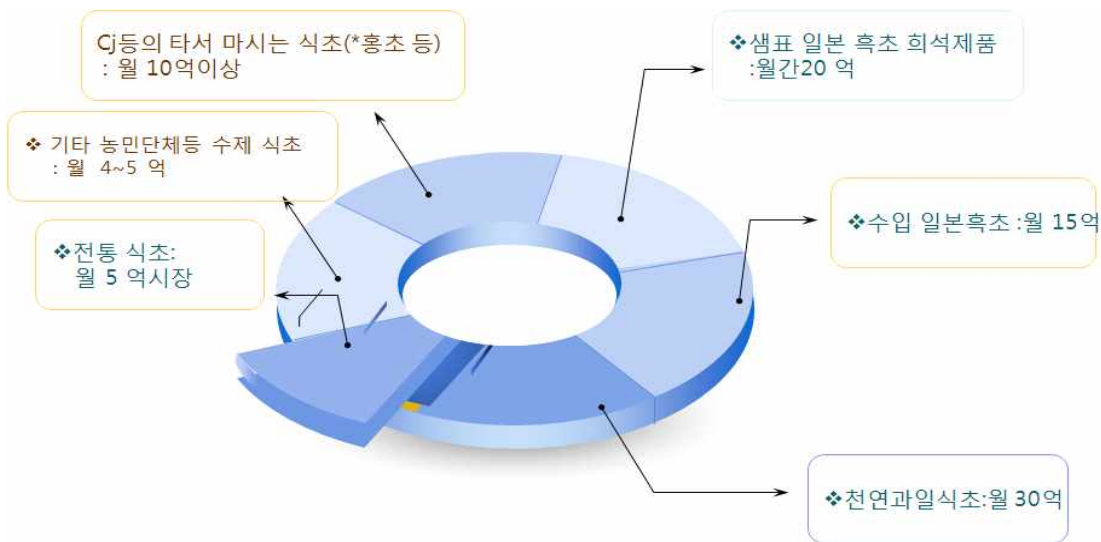 Cj등의 타서 마시는 식초(*홍초 등)
: 월 10억이상
❖샘표 일본 흑초 희석제품
:월간20 억
❖ 기타 농민단체등 수제 식초
: 월 4~5 억
❖수입 일본흑초 :월 15억
❖전통 식초:
월 5 억시장
❖천연과일식초:월 30억